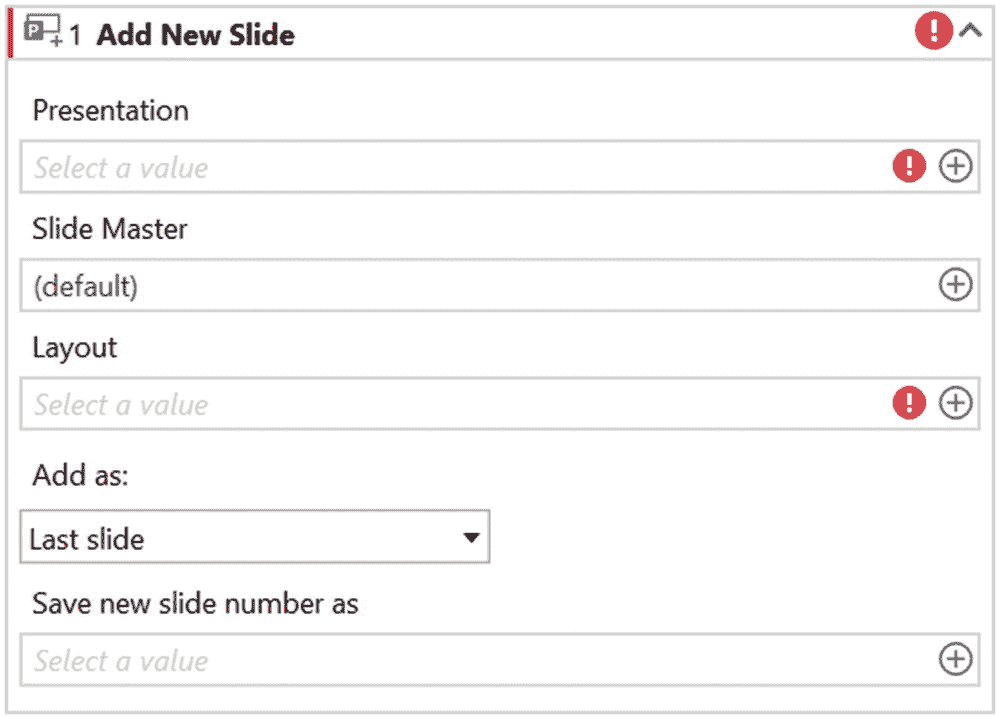 1 Add New Slide
Presentation
Select a value
Slide Master
(default)
Layout
Select a value
Add as:
Last slide
Save new slide number as
Select a value